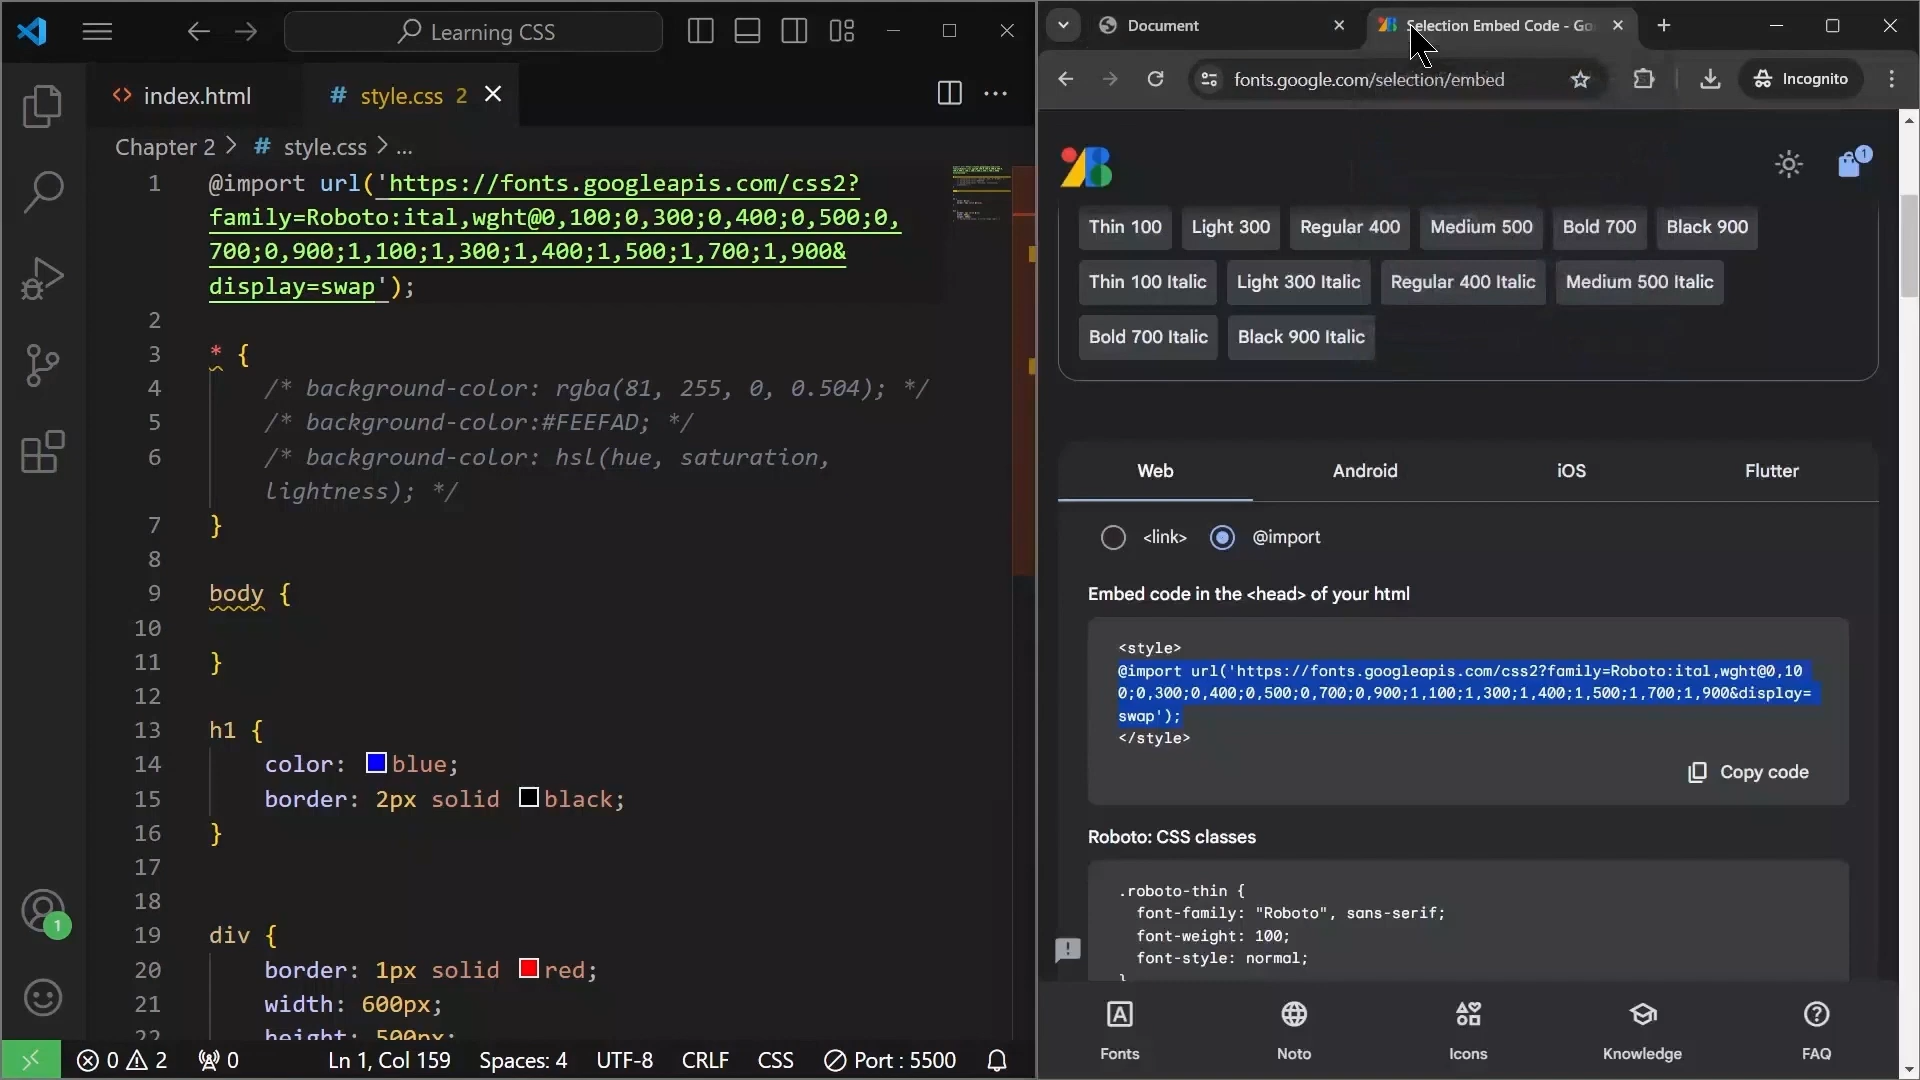 Learning CSS
index.html
# style.css 2
Chapter 2 > # style.css > ...
1 @import url('https://fonts.googleapis.com/css2?
family=Roboto:ital,wght@0,100;0,300;0,400;0,500;0,
700;0,900;1,100;1,300;1,400;1,500;1,700;1,900&
display=swap');
2
3 * {
4 /* background-color: rgba(81, 255, 0, 0.504); */
5 /* background-color:#FEEFAD; */
6 /* background-color: hsl(hue, saturation,
lightness); */
7 }
8
9 body {
10
11 }
12
13 h1 {
14 color: blue;
15 border: 2px solid black;
16 }
17
18
19 div {
20 border: 1px solid red;
21 width: 600px;
22 height: 500px;
1
0 2 0 Ln 1, Col 159 Spaces: 4 UTF-8 CRLF CSS Port : 5500
Document
Selection Embed Code - Go
fonts.google.com/selection/embed
Incognito
1
Thin 100 Light 300 Regular 400 Medium 500 Bold 700 Black 900
Thin 100 Italic Light 300 Italic Regular 400 Italic Medium 500 Italic
Bold 700 Italic Black 900 Italic
Web Android iOS Flutter
<link> @import
Embed code in the <head> of your html
<style>
@import url('https://fonts.googleapis.com/css2?family=Roboto:ital,wght@0,10
0;0,300;0,400;0,500;0,700;0,900;1,100;1,300;1,400;1,500;1,700;1,900&display=
swap');
</style>
Copy code
Roboto: CSS classes
.roboto-thin {
font-family: "Roboto", sans-serif;
font-weight: 100;
font-style: normal;
}
Fonts Noto Icons Knowledge FAQ